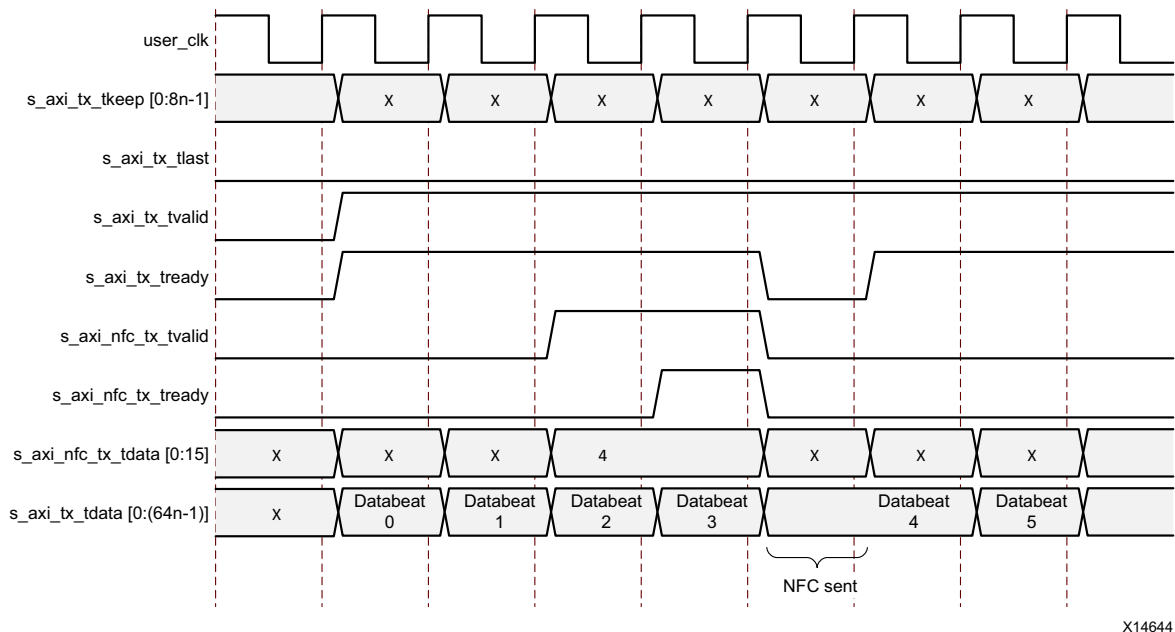 user_clk
s_axi_tx_tkeep [0:8n-1]
X X X X X X X
s_axi_tx_tlast
s_axi_tx_tvalid
s_axi_tx_tready
s_axi_nfc_tx_tvalid
s_axi_nfc_tx_tready
s_axi_nfc_tx_tdata [0:15]
X X X 4 X X X
s_axi_tx_tdata [0:(64n-1)]
X
Databeat
0
Databeat
1
Databeat
2
Databeat
3
Databeat
4
Databeat
5
NFC sent
X14644